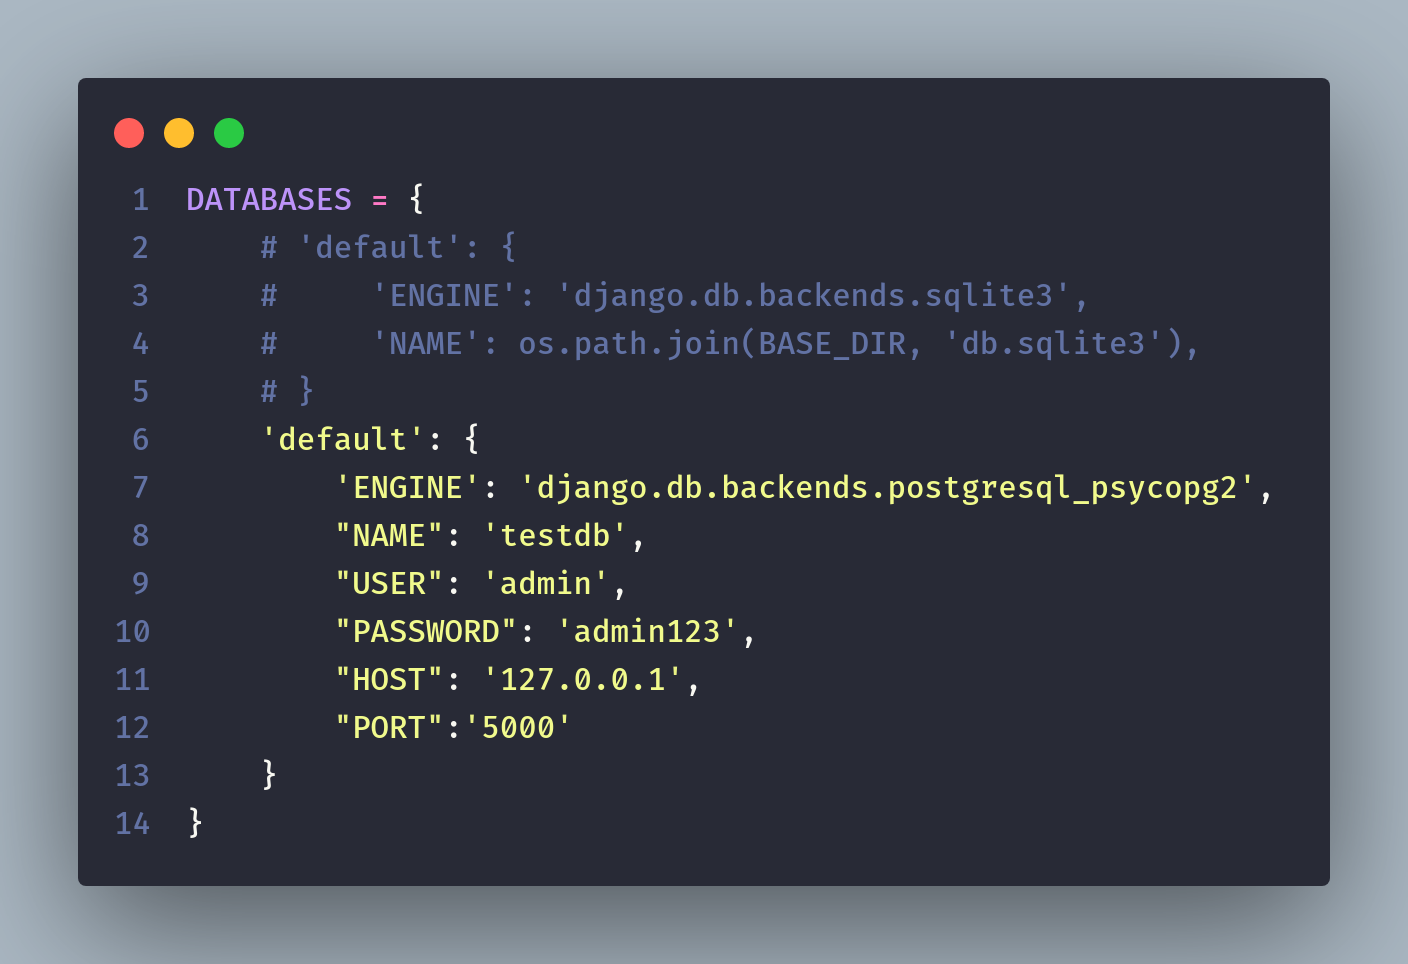 1 DATABASES = {
2     # 'default': {
3     #     'ENGINE': 'django.db.backends.sqlite3',
4     #     'NAME': os.path.join(BASE_DIR, 'db.sqlite3'),
5     # }
6     'default': {
7         'ENGINE': 'django.db.backends.postgresql_psycopg2',
8         "NAME": 'testdb',
9         "USER": 'admin',
10         "PASSWORD": 'admin123',
11         "HOST": '127.0.0.1',
12         "PORT":'5000'
13     }
14 }